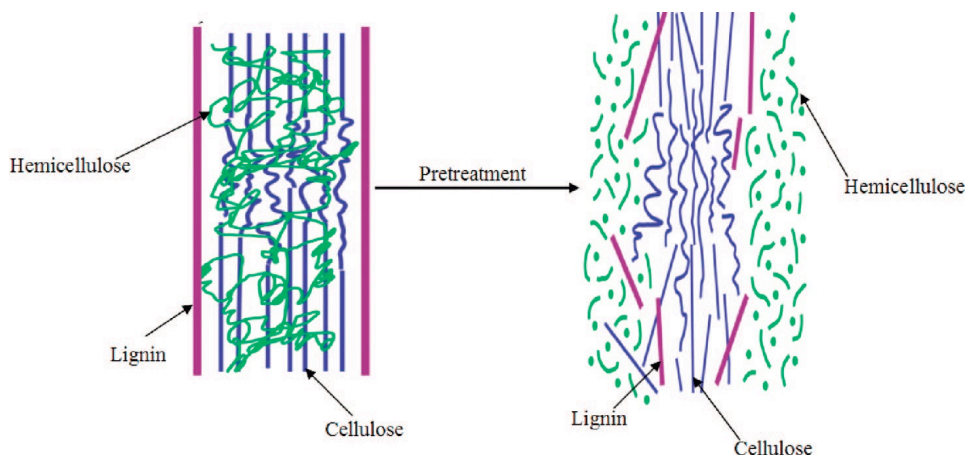 Hemicellulose
Pretreatment
Hemicellulose
Lignin
Cellulose
Lignin
Cellulose